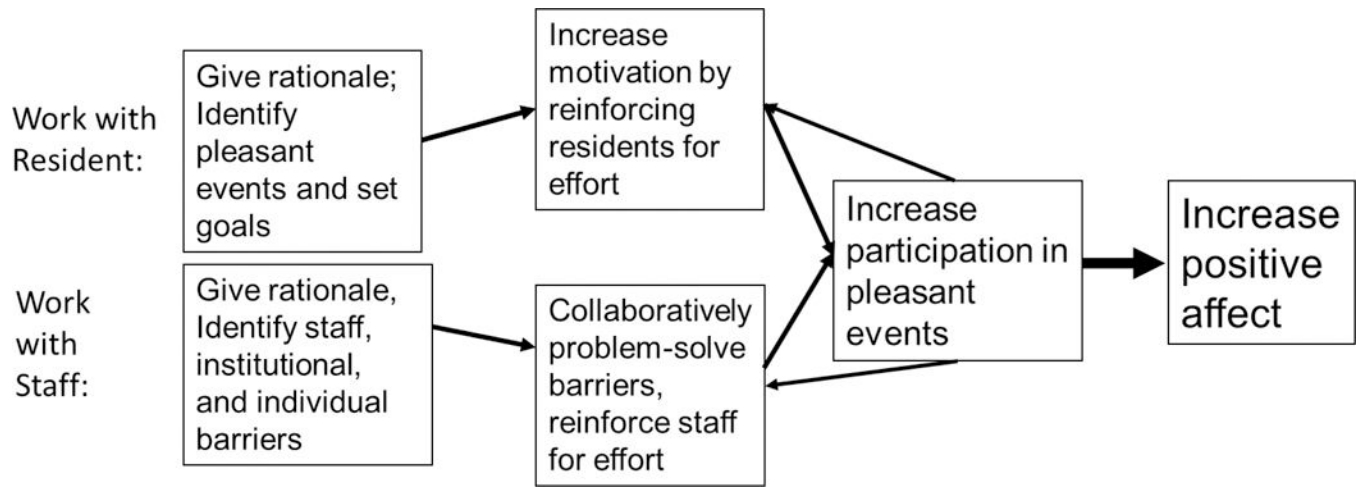 Work with
Resident:
Give rationale;
Identify
pleasant
events and set
goals
Increase
motivation by
reinforcing
residents for
effort
Work
with
Staff:
Give rationale,
Identify staff,
institutional,
and individual
barriers
Collaboratively
problem-solve
barriers,
reinforce staff
for effort
Increase
participation in
pleasant
events
Increase
positive
affect